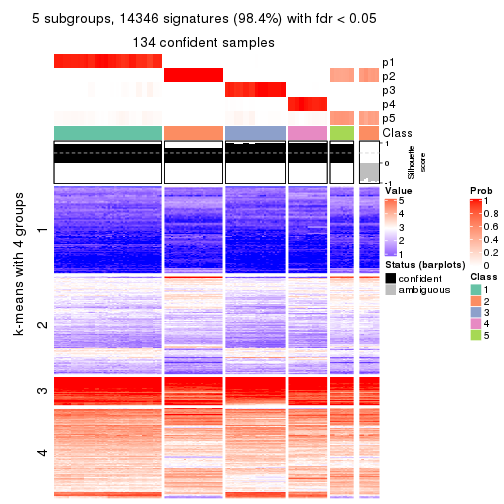 5 subgroups, 14346 signatures (98.4%) with fdr < 0.05
134 confident samples
p1
p2
p3
p4
p5
Class
1
0
-1
Silhouette
score
k-means with 4 groups
1
2
3
4
Value
5
4
3
2
1
Status (barplots)
confident
ambiguous
Prob
1
0.8
0.6
0.4
0.2
0
Class
1
2
3
4
5